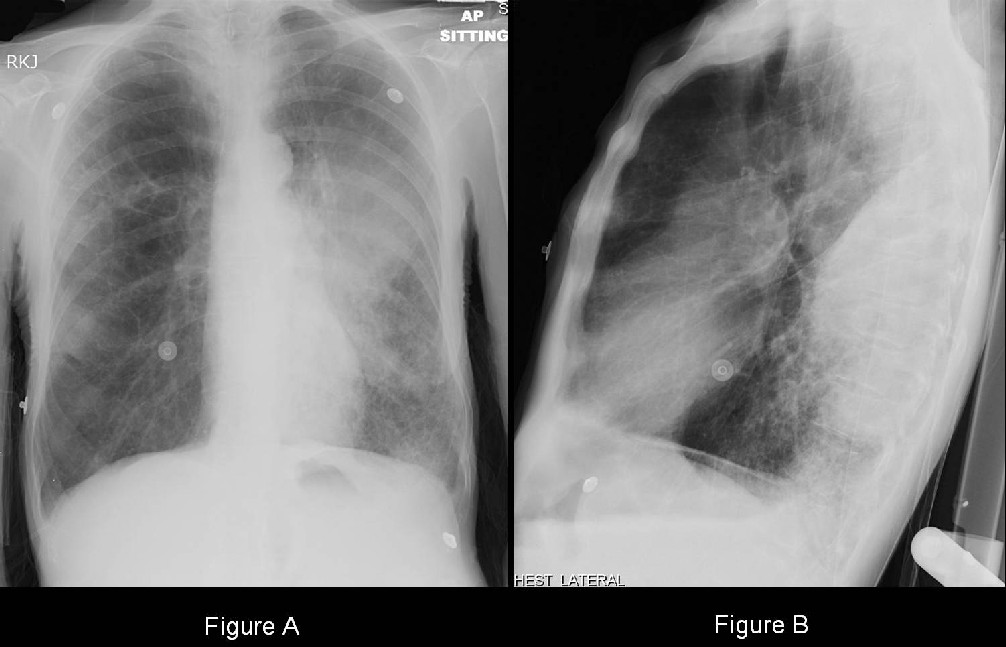 AP
S
SITTING
RKJ
HEST LATERAL
Figure A
Figure B